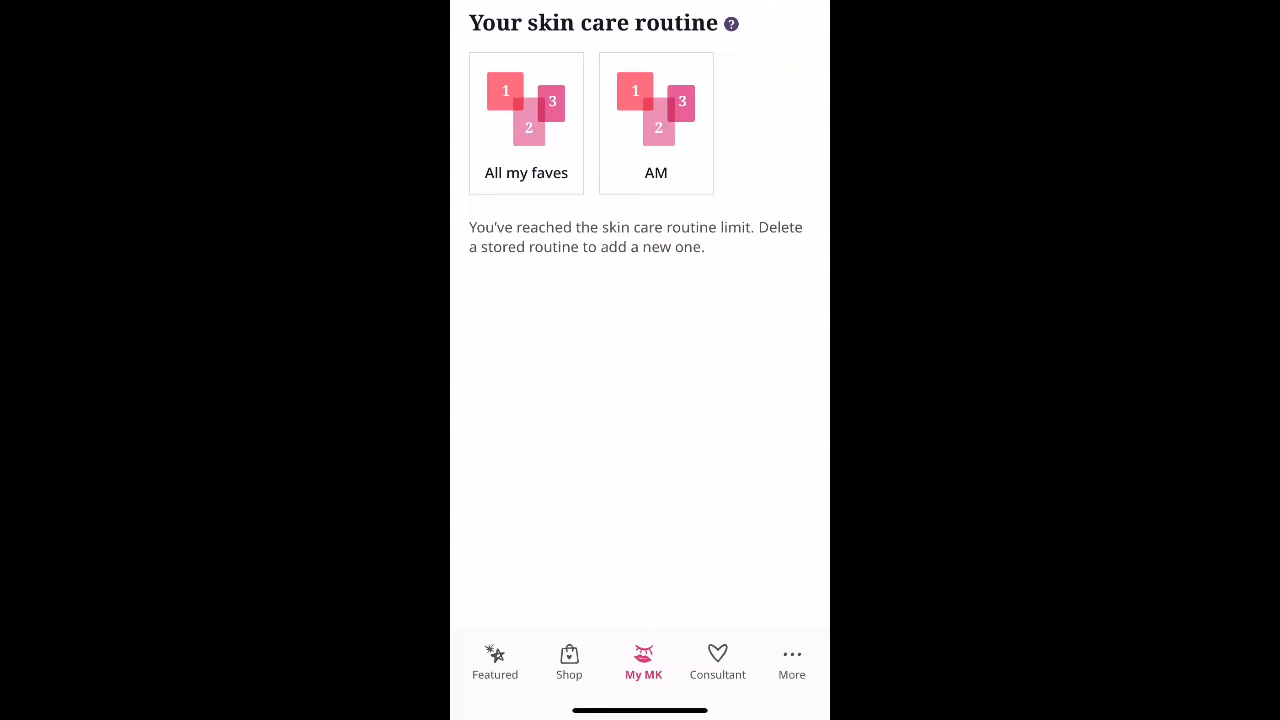 Your skin care routine ?
1
3
2
All my faves
1
3
2
AM
You’ve reached the skin care routine limit. Delete
a stored routine to add a new one.
Featured
Shop
My MK
Consultant
More